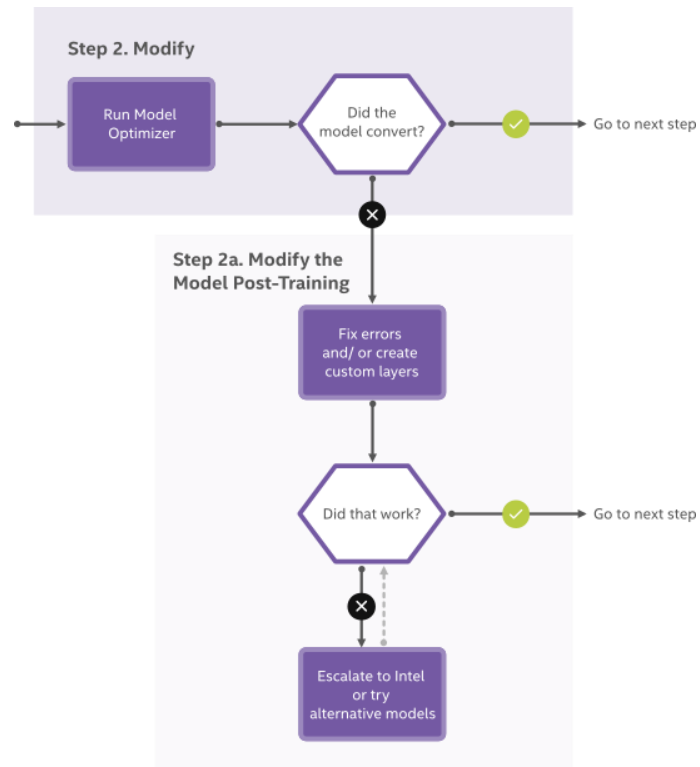 Step 2. Modify
Run Model
Optimizer
Did the
model convert?
Go to next step
Step 2a. Modify the
Model Post-Training
Fix errors
and/ or create
custom layers
Did that work?
Go to next step
Escalate to Intel
or try
alternative models